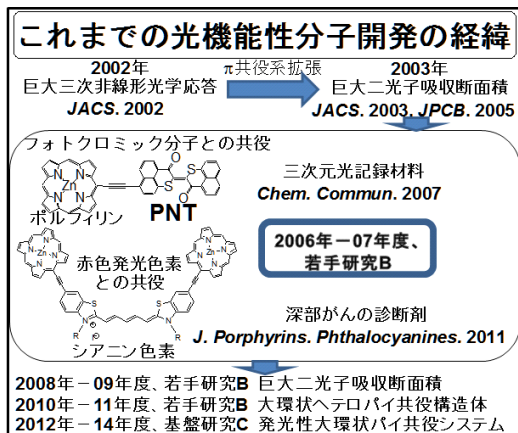 これまでの光機能性分子開発の経緯
2002年
巨大三次非線形光学応答
JACS. 2002
π共役系拡張
2003年
巨大二光子吸収断面積
JACS. 2003, JPCB. 2005
フォトクロミック分子との共役
Zn
N
N
N
N
O
S
S
O
ポルフィリン
PNT
三次元光記録材料
Chem. Commun. 2007
2006年－07年度、
若手研究B
赤色発光色素
との共役
Zn
N
N
N
N
Zn
N
N
N
N
S
S
N
N
R
R
シアニン色素
深部がんの診断剤
J. Porphyrins. Phthalocyanines. 2011
2008年－09年度、若手研究B 巨大二光子吸収断面積
2010年－11年度、若手研究B 大環状ヘテロパイ共役構造体
2012年－14年度、基盤研究C 発光性大環状パイ共役システム